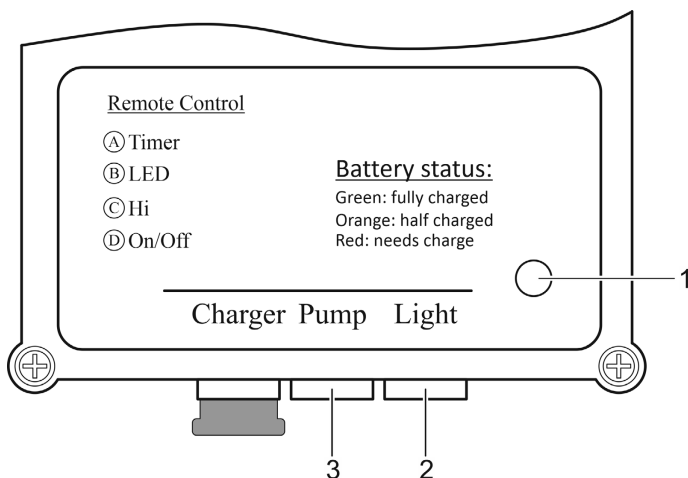 Remote Control
Ⓐ Timer
Ⓑ LED
Ⓒ Hi
Ⓓ On/Off
Battery status:
Green: fully charged
Orange: half charged
Red: needs charge
1
Charger Pump Light
3 2